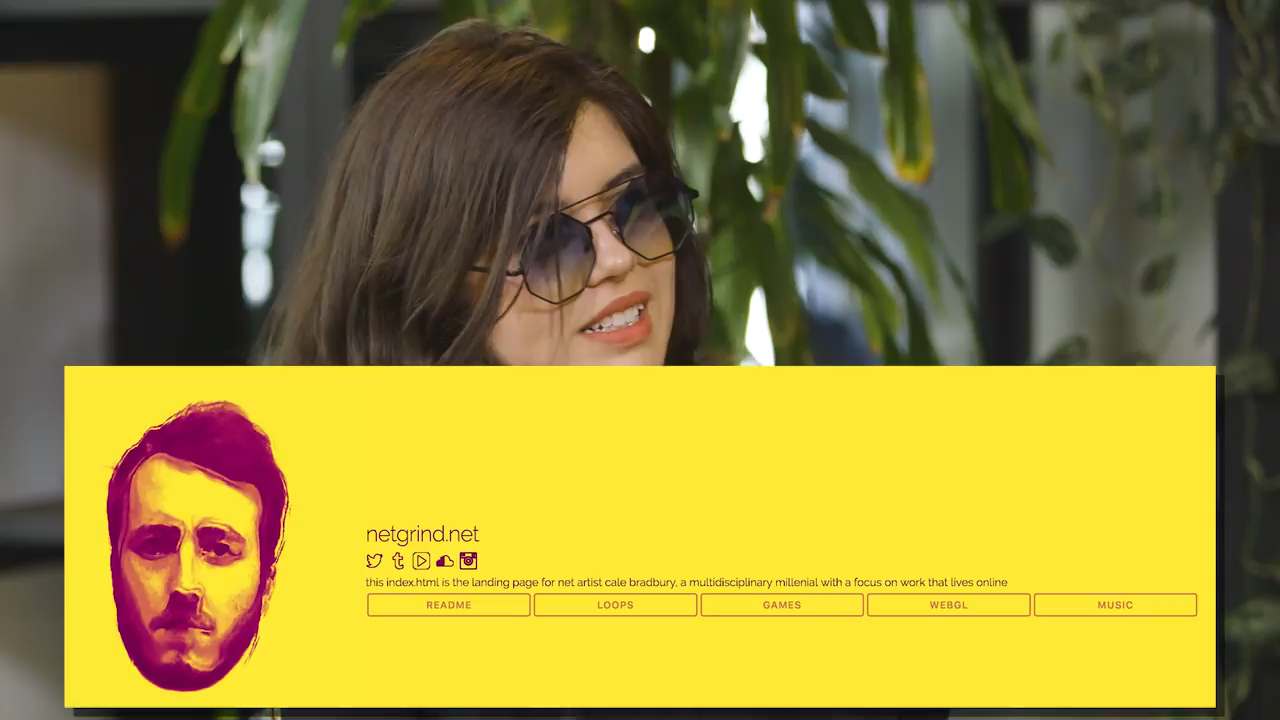 netgrind.net
this index.html is the landing page for net artist cale bradbury, a multidisciplinary millenial with a focus on work that lives online
README LOOPS GAMES WEBGL MUSIC